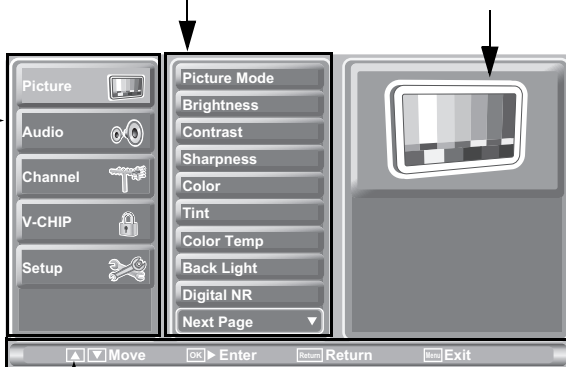 Picture
Audio
Channel
V-CHIP
Setup
Picture Mode
Brightness
Contrast
Sharpness
Color
Tint
Color Temp
Back Light
Digital NR
Next Page
Move OK Enter Return Return Menu Exit